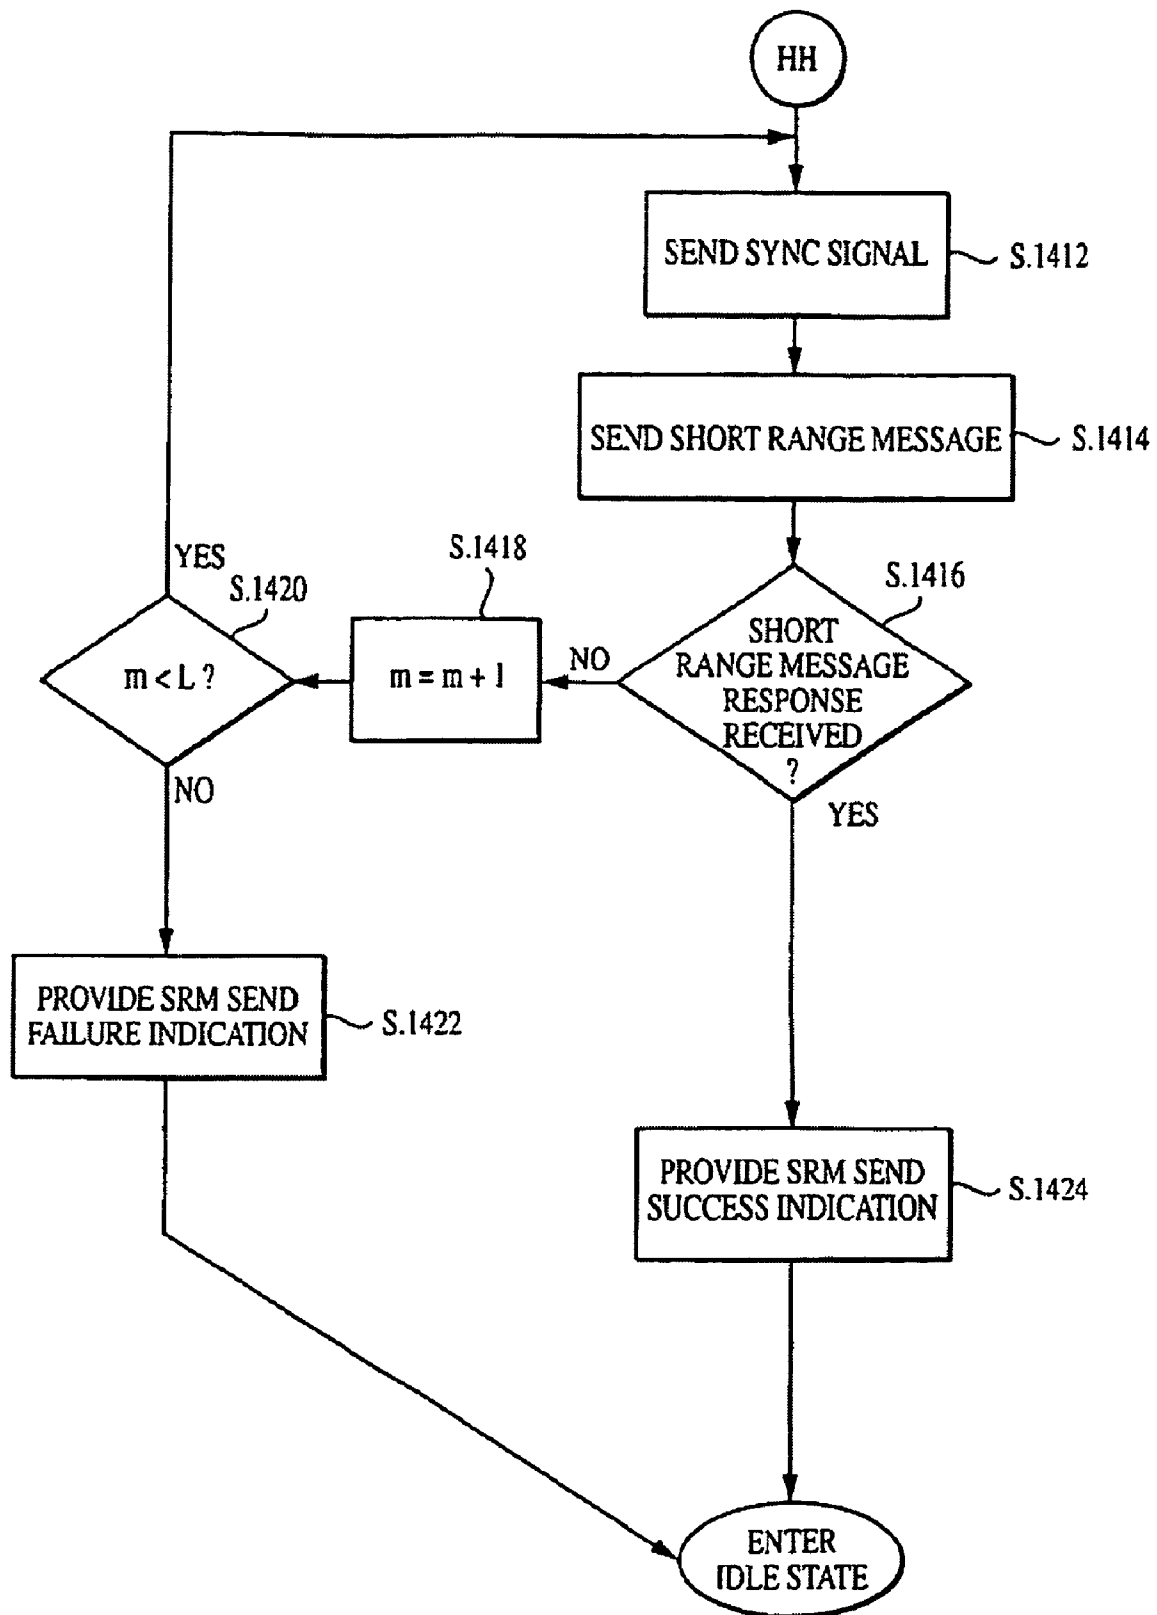 HH
SEND SYNC SIGNAL
S.1412
SEND SHORT RANGE MESSAGE
S.1414
S.1416
SHORT
RANGE MESSAGE
RESPONSE
RECEIVED
?
NO
YES
S.1418
m = m + 1
S.1420
m < L ?
YES
NO
PROVIDE SRM SEND
FAILURE INDICATION
S.1422
PROVIDE SRM SEND
SUCCESS INDICATION
S.1424
ENTER
IDLE STATE